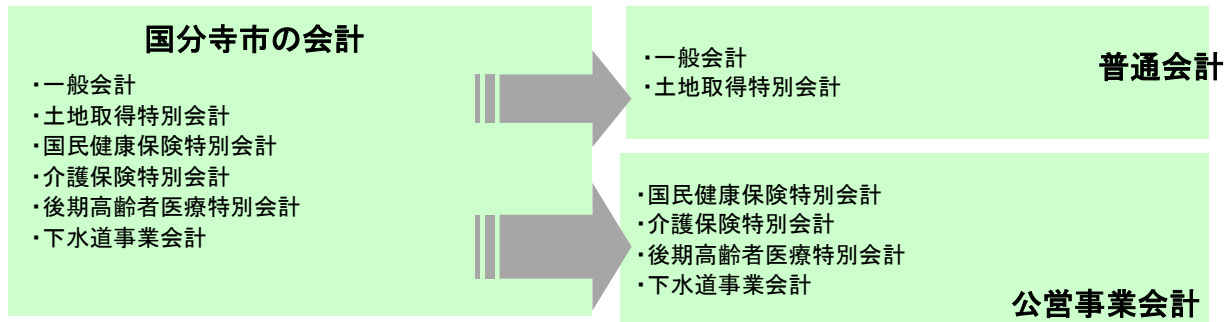 国分寺市の会計
・一般会計
・土地取得特別会計
・国民健康保険特別会計
・介護保険特別会計
・後期高齢者医療特別会計
・下水道事業会計
・一般会計
・土地取得特別会計
普通会計
・国民健康保険特別会計
・介護保険特別会計
・後期高齢者医療特別会計
・下水道事業会計
公営事業会計